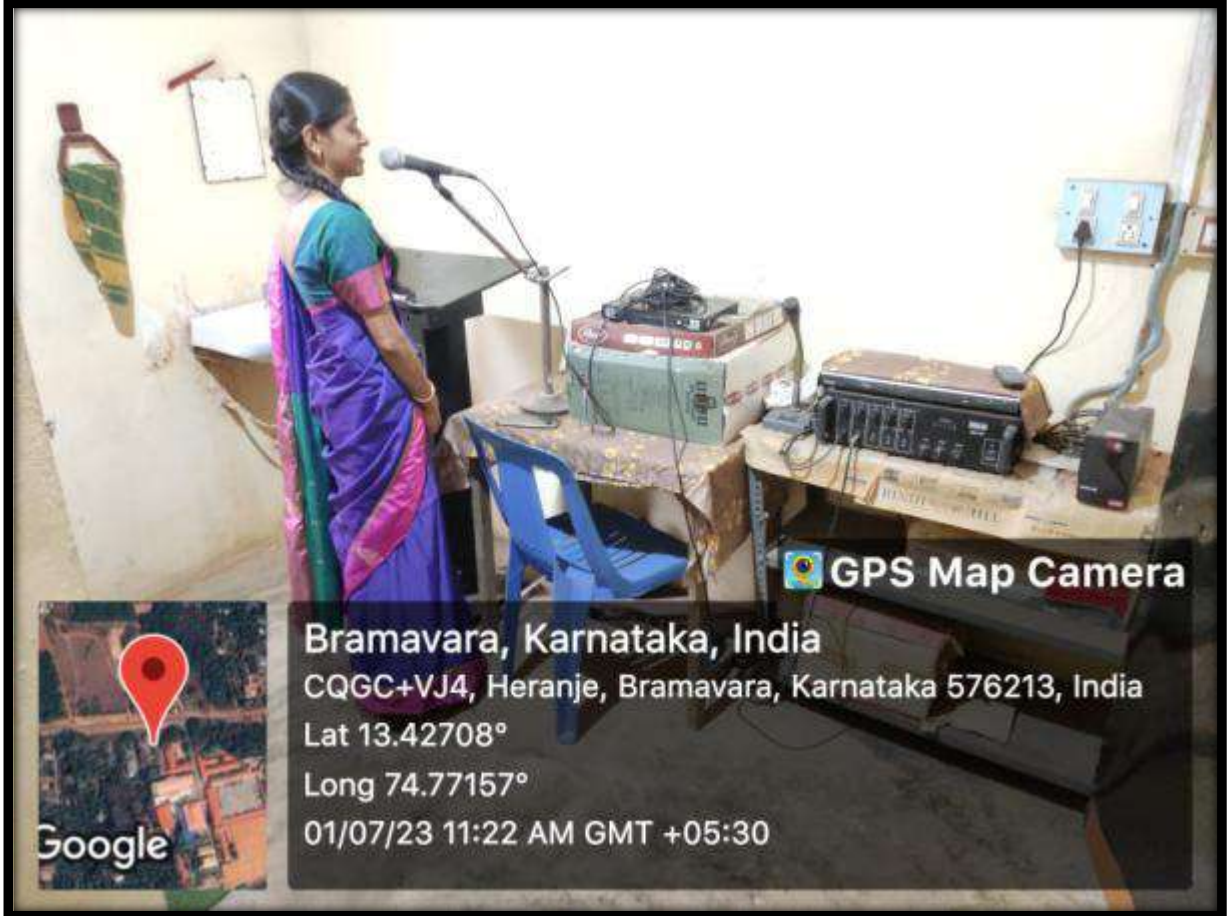 GPS Map Camera
Bramavara, Karnataka, India
CQGC+VJ4, Heranje, Bramavara, Karnataka 576213, India
Lat 13.42708°
Long 74.77157°
01/07/23 11:22 AM GMT +05:30
Google